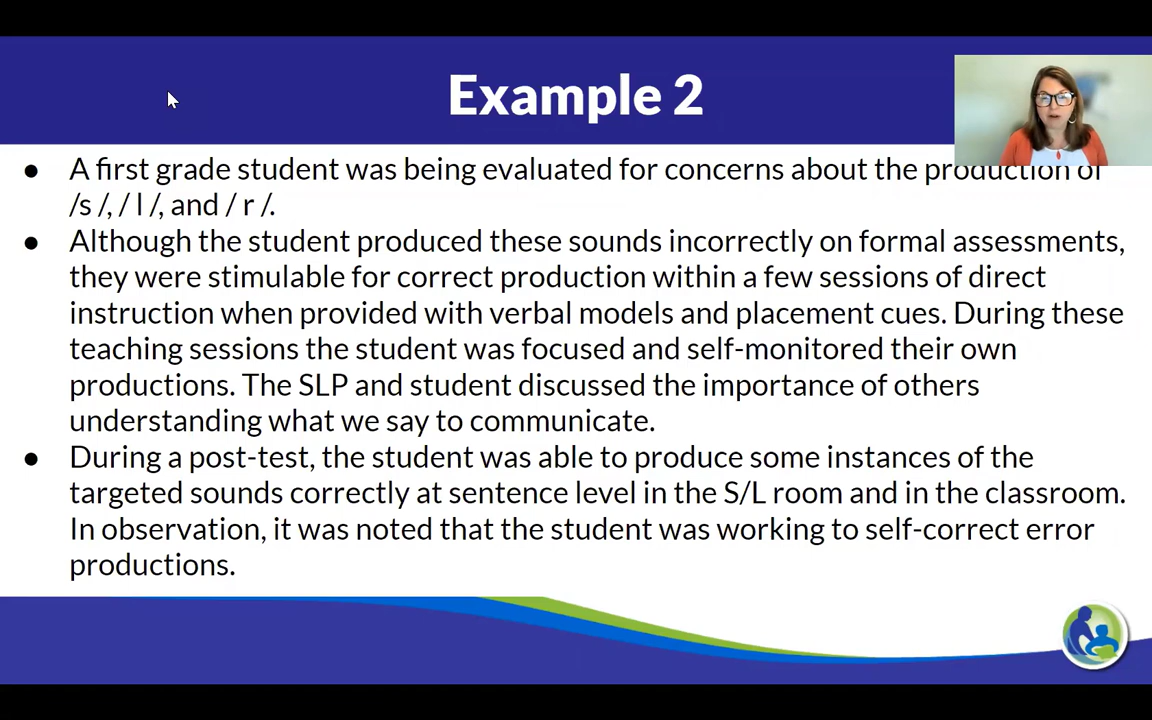 Example 2
● A first grade student was being evaluated for concerns about the production of
/s /, / l /, and / r /.
● Although the student produced these sounds incorrectly on formal assessments,
they were stimulable for correct production within a few sessions of direct
instruction when provided with verbal models and placement cues. During these
teaching sessions the student was focused and self-monitored their own
productions. The SLP and student discussed the importance of others
understanding what we say to communicate.
● During a post-test, the student was able to produce some instances of the
targeted sounds correctly at sentence level in the S/L room and in the classroom.
In observation, it was noted that the student was working to self-correct error
productions.